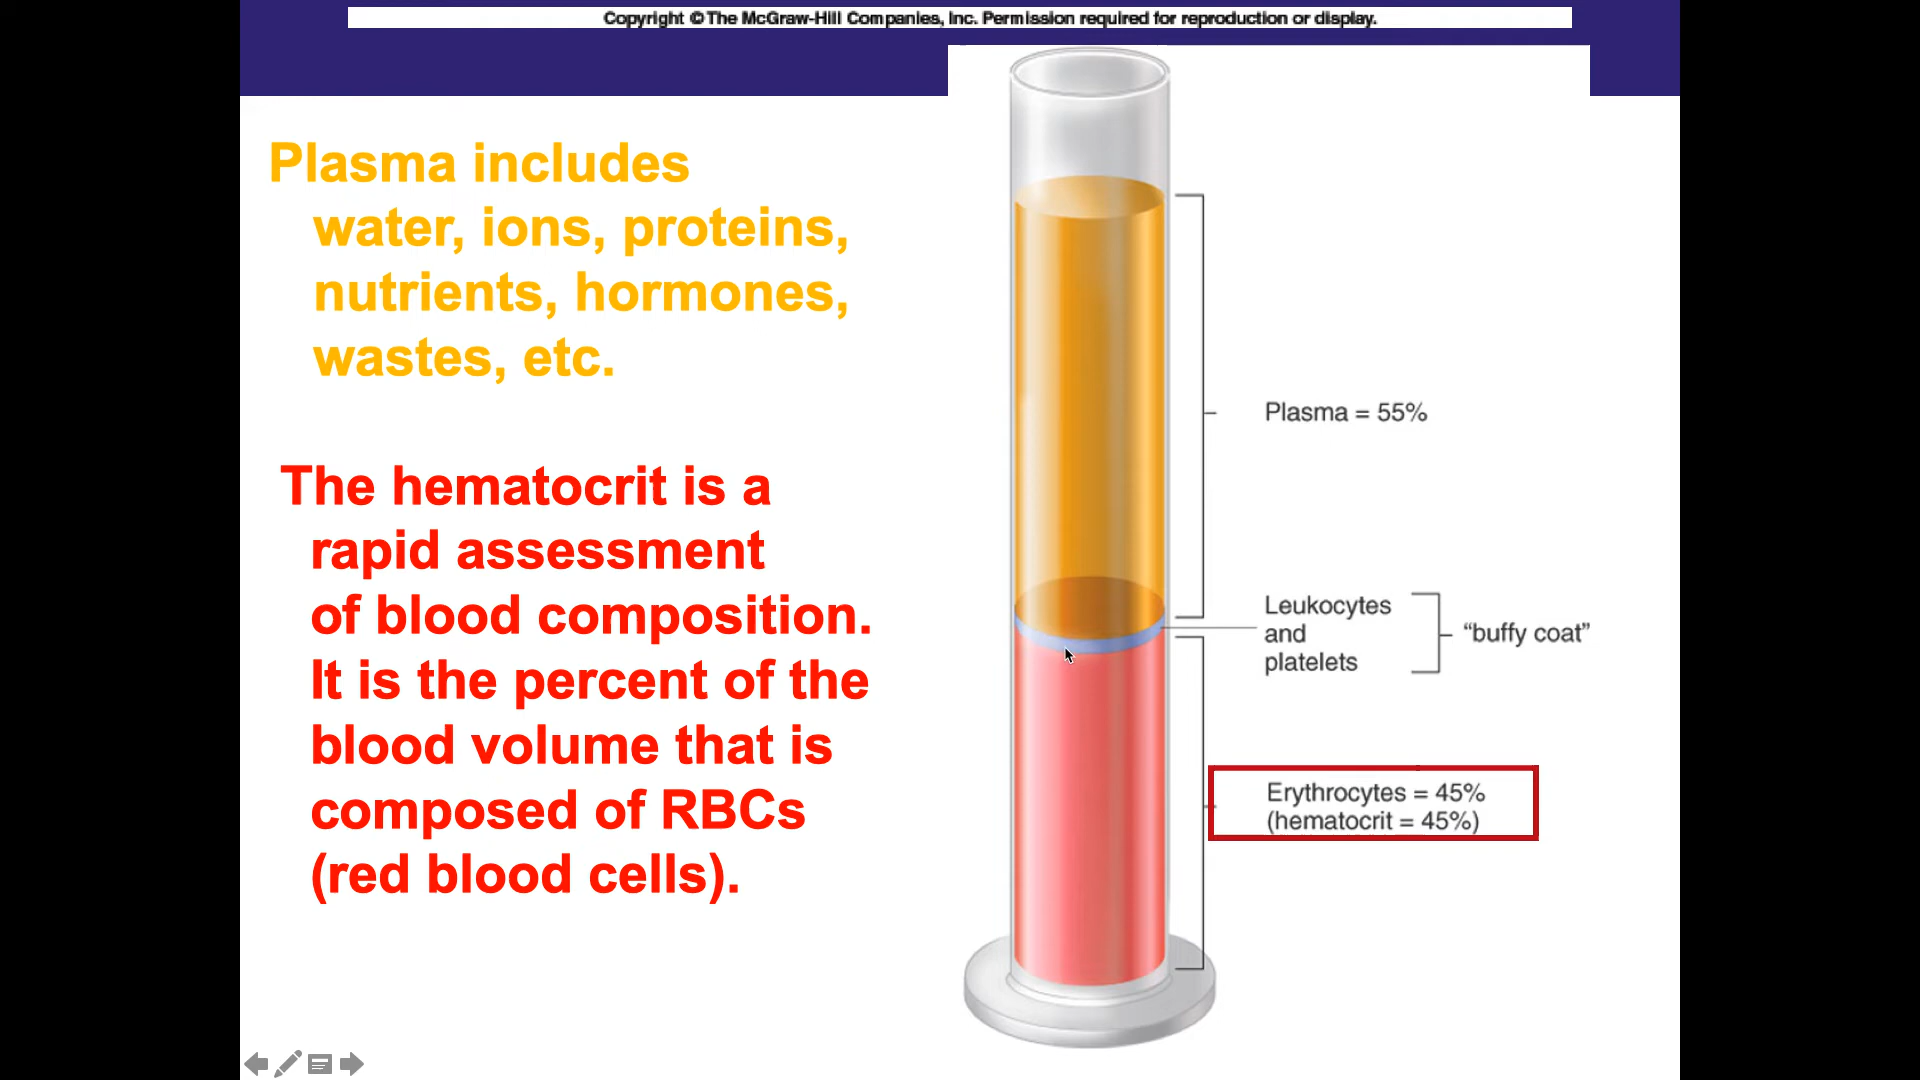 Copyright © The McGraw-Hill Companies, Inc. Permission required for reproduction or display.
Plasma includes
water, ions, proteins,
nutrients, hormones,
wastes, etc.
The hematocrit is a
rapid assessment
of blood composition.
It is the percent of the
blood volume that is
composed of RBCs
(red blood cells).
Plasma = 55%
Leukocytes
and
platelets
“buffy coat”
Erythrocytes = 45%
(hematocrit = 45%)